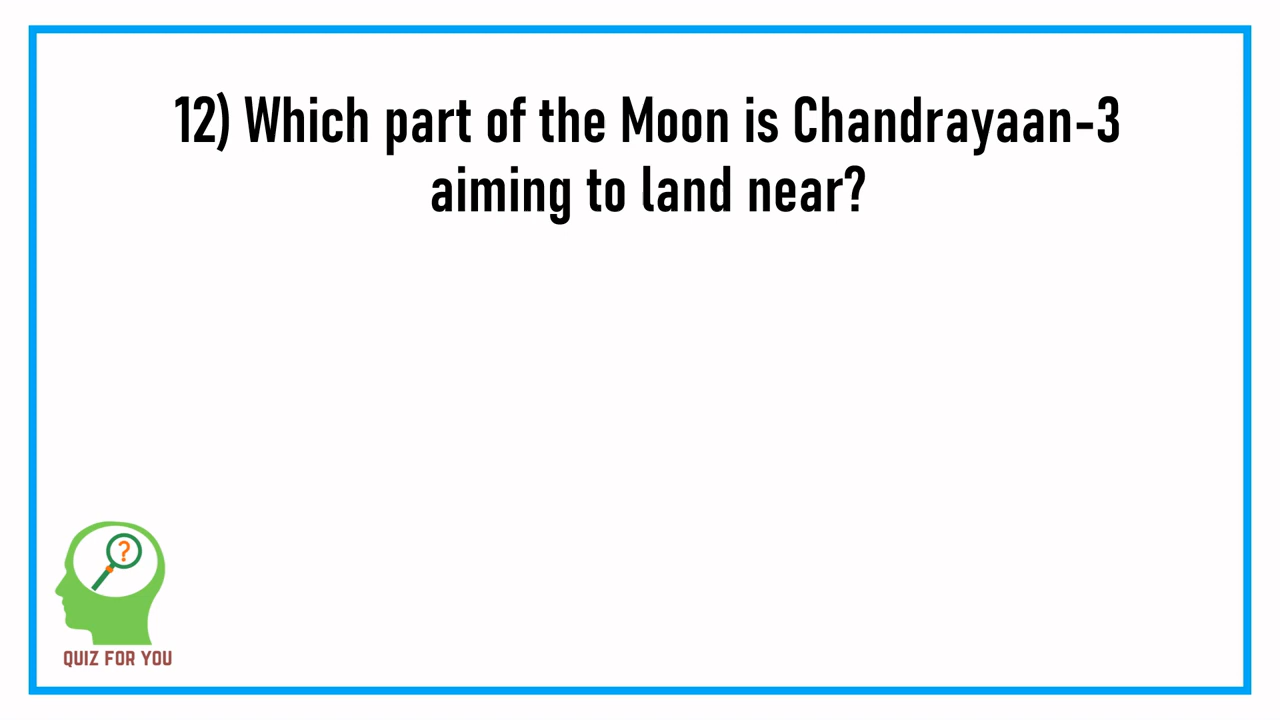 12) Which part of the Moon is Chandrayaan-3
aiming to land near?
?
QUIZ FOR YOU